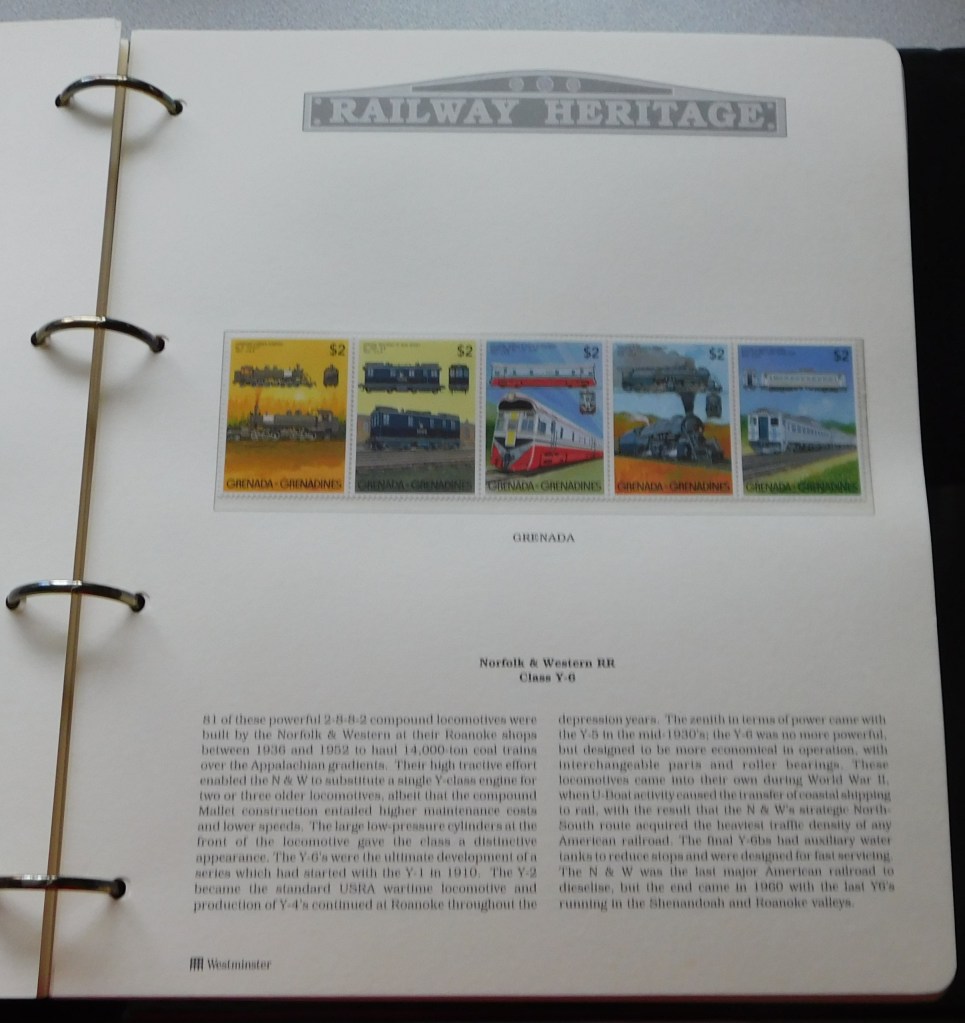 RAILWAY HERITAGE
$2
$2
$2
$2
$2
GRENADA - GRENADINES
GRENADA - GRENADINES
GRENADA - GRENADINES
GRENADA - GRENADINES
GRENADA - GRENADINES
GRENADA
Norfolk & Western RR
Class Y-6
81 of these powerful 2-8-8-2 compound locomotives were
built by the Norfolk & Western at their Roanoke shops
between 1936 and 1952 to haul 14,000-ton coal trains
over the Appalachian gradients. Their high tractive effort
enabled the N & W to substitute a single Y-class engine for
two or three older locomotives, albeit that the compound
Mallet construction entailed higher maintenance costs
and lower speeds. The large low-pressure cylinders at the
front of the locomotive gave the class a distinctive
appearance. The Y-6's were the ultimate development of a
series which had started with the Y-1 in 1910. The Y-2
became the standard USRA wartime locomotive and
production of Y-4's continued at Roanoke throughout the
depression years. The zenith in terms of power came with
the Y-5 in the mid-1930's; the Y-6 was no more powerful,
but designed to be more economical in operation, with
interchangeable parts and roller bearings. These
locomotives came into their own during World War II,
when U-Boat activity caused the transfer of coastal shipping
to rail, with the result that the N & W's strategic North-
South route acquired the heaviest traffic density of any
American railroad. The final Y-6bs had auxiliary water
tanks to reduce stops and were designed for fast servicing.
The N & W was the last major American railroad to
dieselise, but the end came in 1960 with the last Y6's
running in the Shenandoah and Roanoke valleys.
Westminster